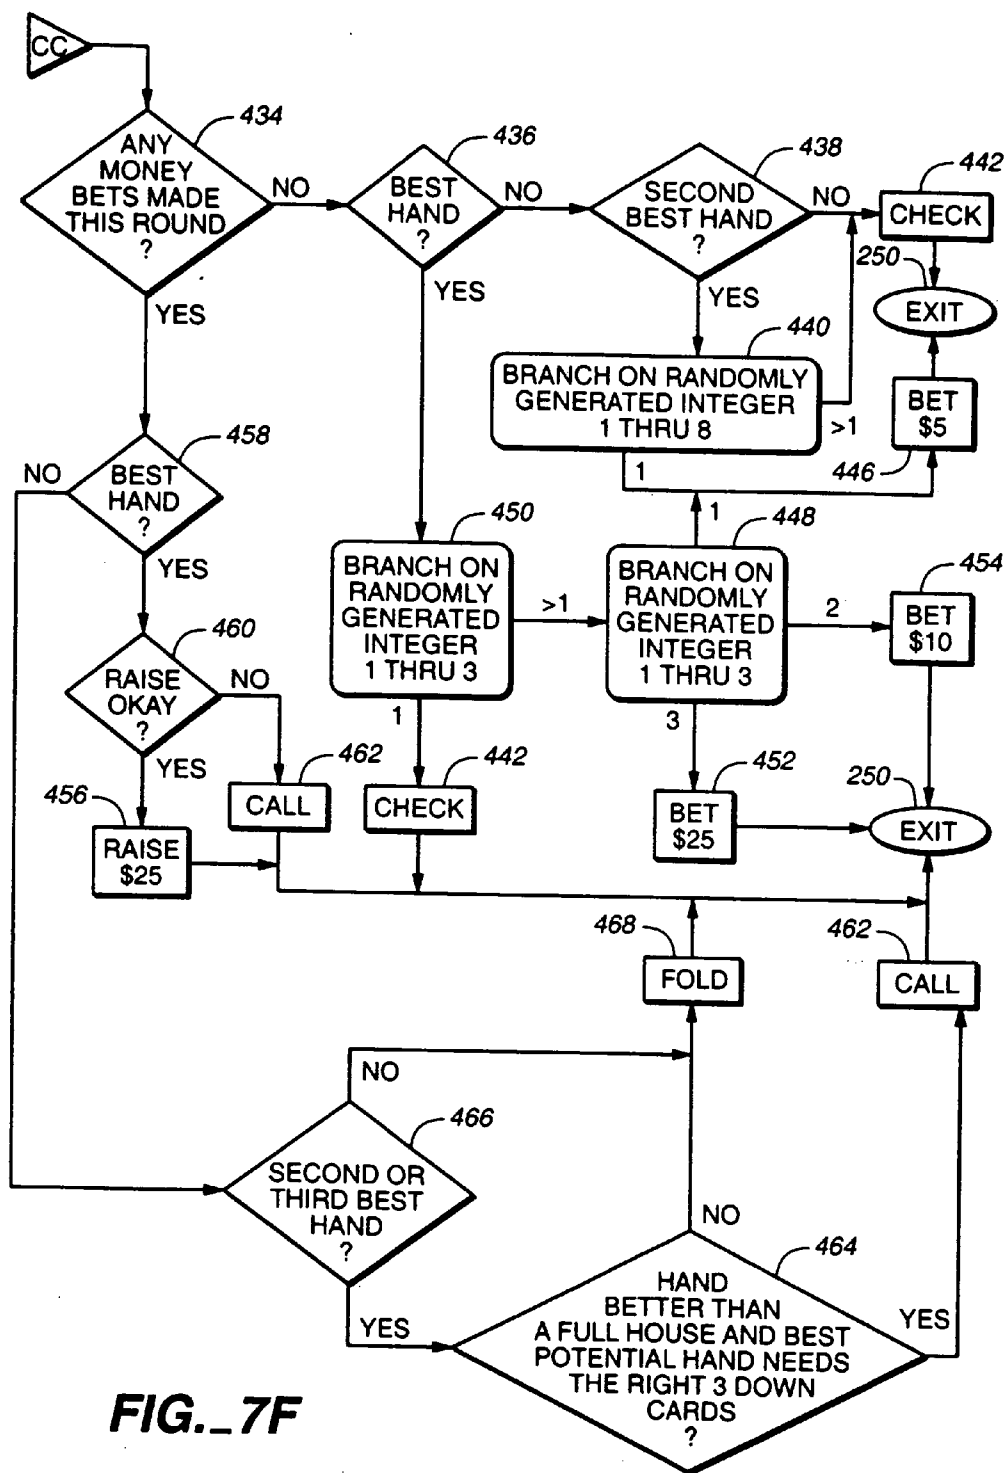 CC
434
ANY
MONEY
BETS MADE
THIS ROUND
?
NO
YES
436
BEST
HAND
?
NO
YES
438
SECOND
BEST HAND
?
NO
YES
442
CHECK
250
EXIT
440
BRANCH ON RANDOMLY
GENERATED INTEGER
1 THRU 8
>1
1
BET
$5
446
458
NO
BEST
HAND
?
YES
450
BRANCH ON
RANDOMLY
GENERATED
INTEGER
1 THRU 3
>1
1
448
1
BRANCH ON
RANDOMLY
GENERATED
INTEGER
1 THRU 3
2
3
454
BET
$10
460
RAISE
OKAY
?
NO
YES
456
RAISE
$25
462
CALL
442
CHECK
452
BET
$25
250
EXIT
468
FOLD
462
CALL
NO
466
SECOND OR
THIRD BEST
HAND
?
YES
NO
464
HAND
BETTER THAN
A FULL HOUSE AND BEST
POTENTIAL HAND NEEDS
THE RIGHT 3 DOWN
CARDS
?
YES
FIG._7F